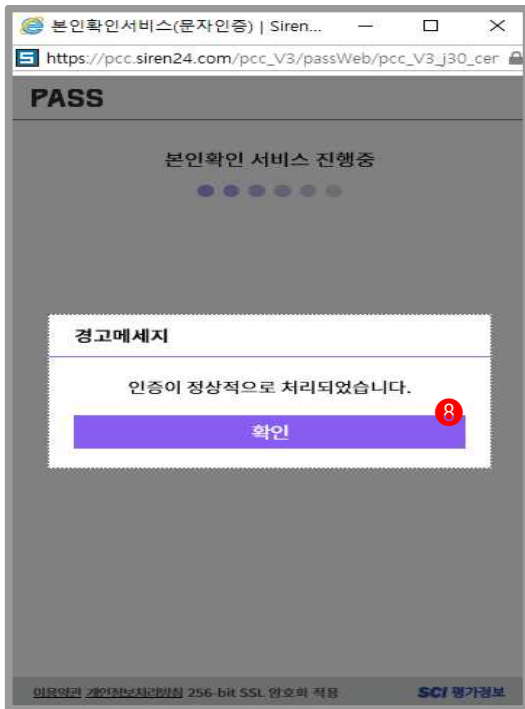 본인확인서비스(문자인증) | Siren...
https://pcc.siren24.com/pcc_V3/passWeb/pcc_V3_j30_cer
PASS
본인확인 서비스 진행중
경고메세지
인증이 정상적으로 처리되었습니다.
8
확인
이용약관 개인정보처리방침 256-bit SSL 암호화 적용 SCI 평가정보